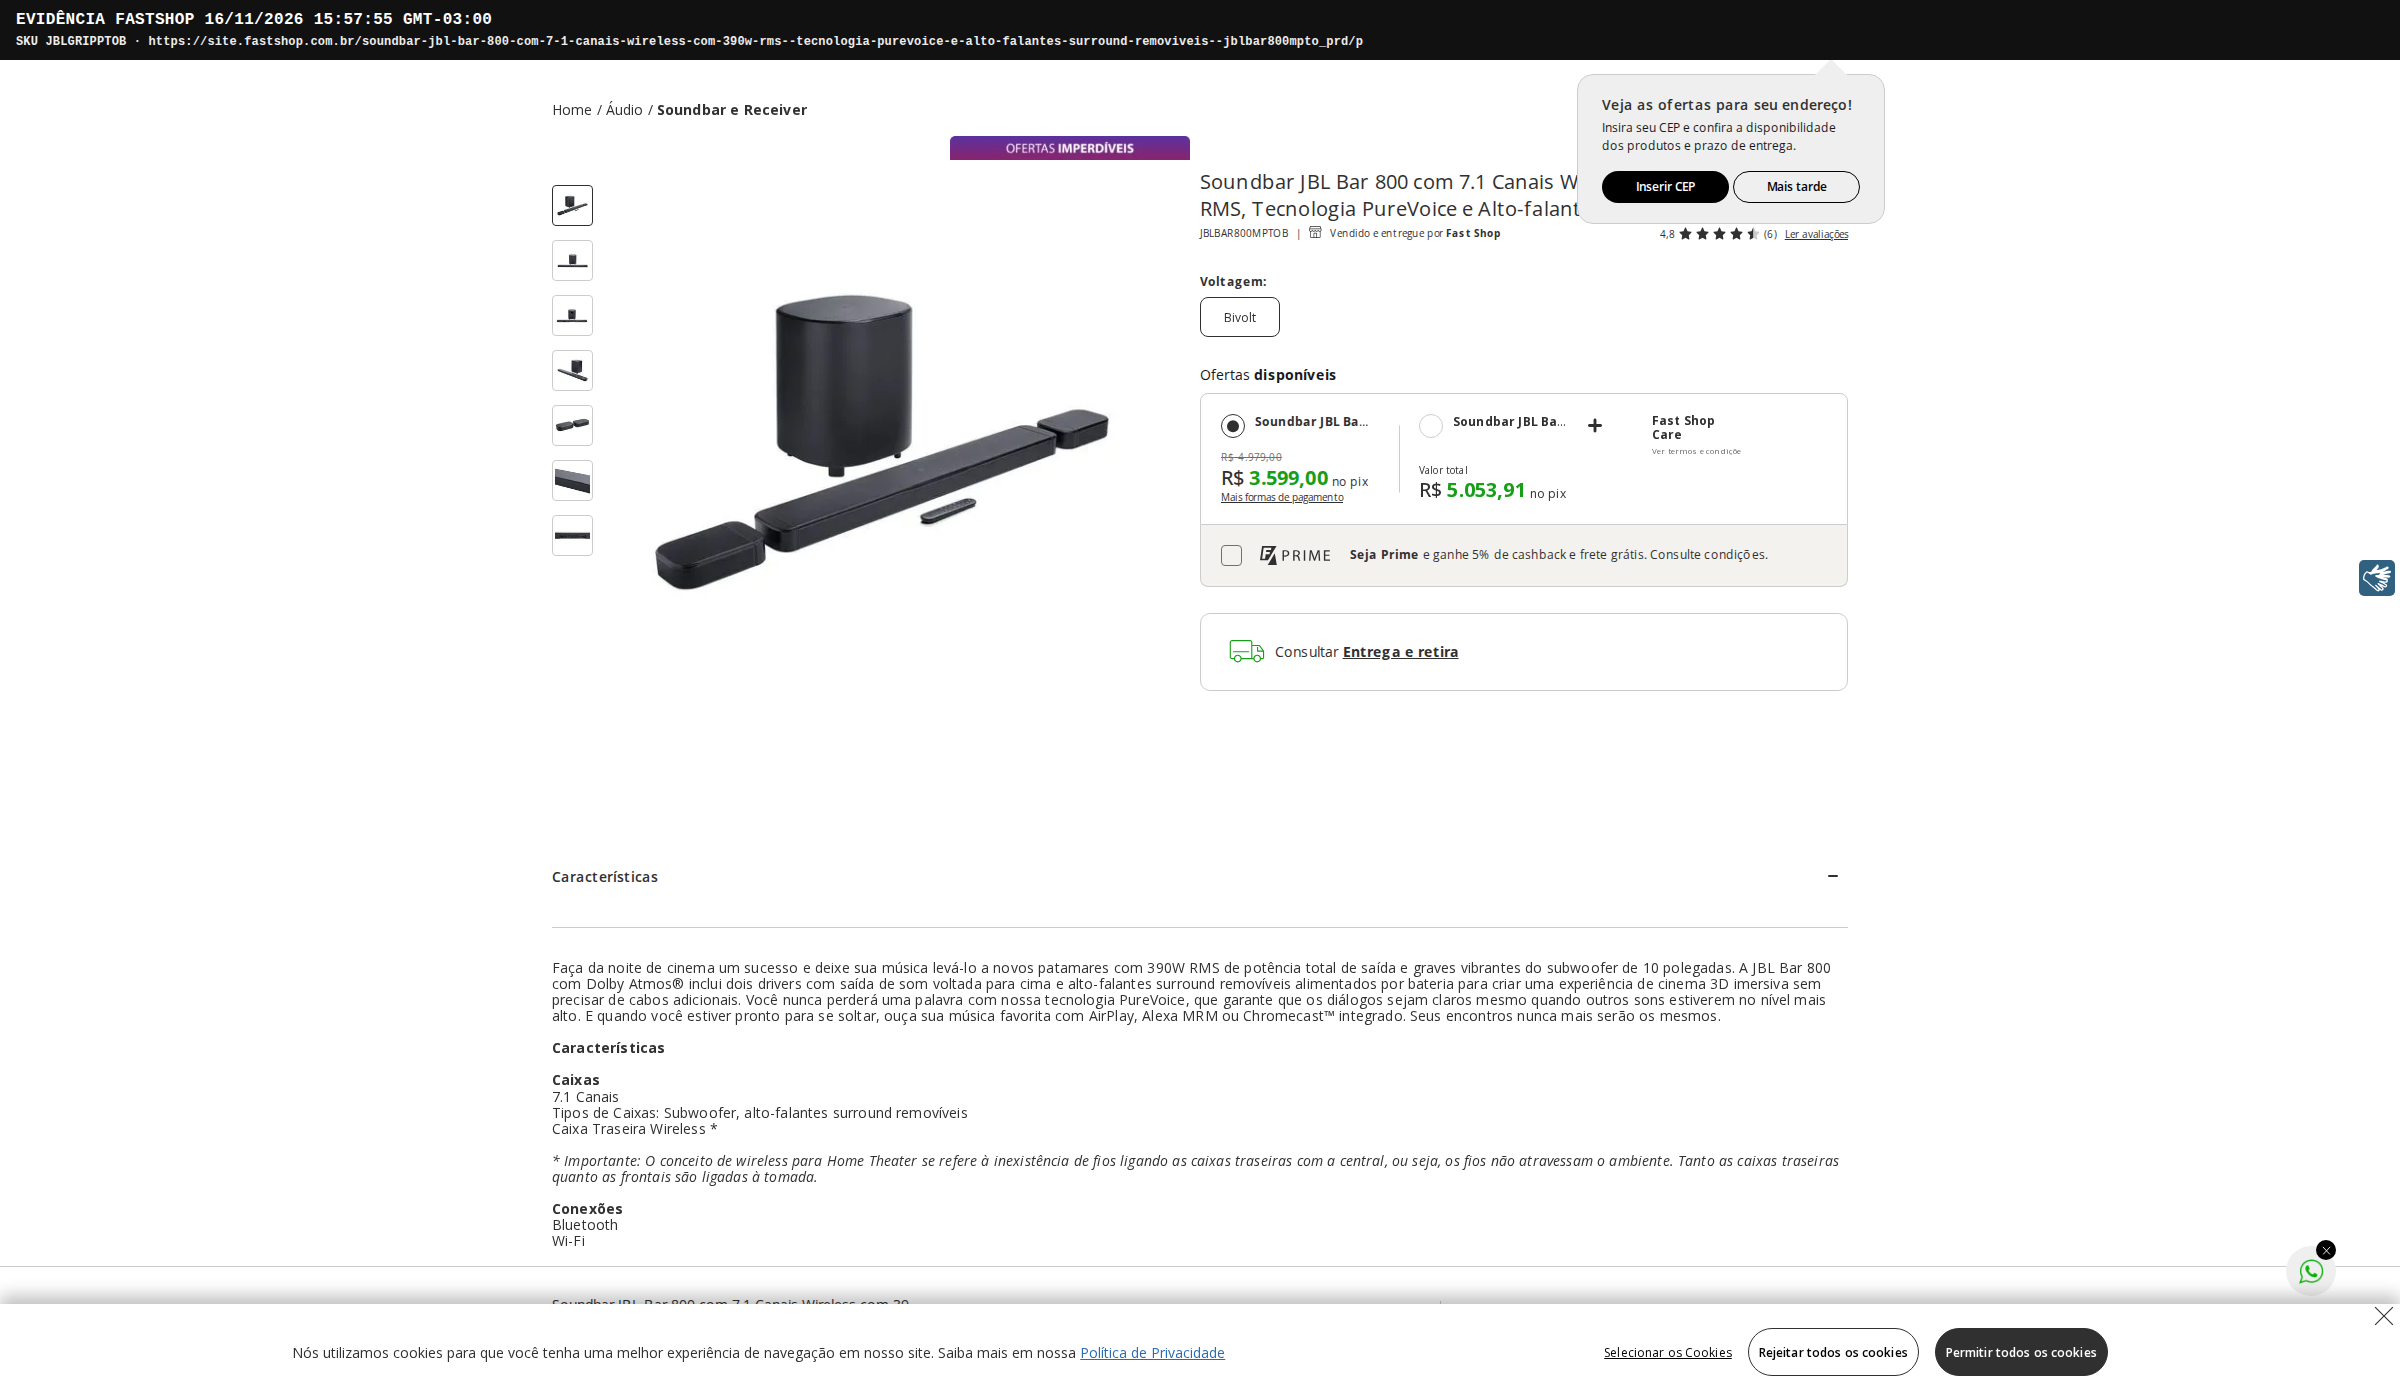 EVIDÊNCIA FASTSHOP 16/11/2026 15:57:55 GMT-03:00
SKU JBLGRIPPTOB · https://site.fastshop.com.br/soundbar-jbl-bar-800-com-7-1-canais-wireless-com-390w-rms--tecnologia-purevoice-e-alto-falantes-surround-removiveis--jblbar800mpto_prd/p
Home / Áudio / Soundbar e Receiver
Veja as ofertas para seu endereço!
Insira seu CEP e confira a disponibilidade
dos produtos e prazo de entrega.
Inserir CEP
Mais tarde
OFERTAS IMPERDÍVEIS
Soundbar JBL Bar 800 com 7.1 Canais W
RMS, Tecnologia PureVoice e Alto-falant
JBLBAR800MPTOB | Vendido e entregue por Fast Shop
4,8 (6) Ler avaliações
Voltagem:
Bivolt
Ofertas disponíveis
Soundbar JBL Ba...
R$ 4.979,00
R$ 3.599,00 no pix
Mais formas de pagamento
Soundbar JBL Ba...
Valor total
R$ 5.053,91 no pix
+
Fast Shop
Care
Ver termos e condiçõe
PRIME Seja Prime e ganhe 5% de cashback e frete grátis. Consulte condições.
Consultar Entrega e retira
Características
Faça da noite de cinema um sucesso e deixe sua música levá-lo a novos patamares com 390W RMS de potência total de saída e graves vibrantes do subwoofer de 10 polegadas. A JBL Bar 800
com Dolby Atmos® inclui dois drivers com saída de som voltada para cima e alto-falantes surround removíveis alimentados por bateria para criar uma experiência de cinema 3D imersiva sem
precisar de cabos adicionais. Você nunca perderá uma palavra com nossa tecnologia PureVoice, que garante que os diálogos sejam claros mesmo quando outros sons estiverem no nível mais
alto. E quando você estiver pronto para se soltar, ouça sua música favorita com AirPlay, Alexa MRM ou Chromecast™ integrado. Seus encontros nunca mais serão os mesmos.
Características
Caixas
7.1 Canais
Tipos de Caixas: Subwoofer, alto-falantes surround removíveis
Caixa Traseira Wireless *
* Importante: O conceito de wireless para Home Theater se refere à inexistência de fios ligando as caixas traseiras com a central, ou seja, os fios não atravessam o ambiente. Tanto as caixas traseiras
quanto as frontais são ligadas à tomada.
Conexões
Bluetooth
Wi-Fi
Soundbar JBL Bar 800 com 7.1 Canais Wireless com 39
Nós utilizamos cookies para que você tenha uma melhor experiência de navegação em nosso site. Saiba mais em nossa Política de Privacidade
Selecionar os Cookies
Rejeitar todos os cookies
Permitir todos os cookies